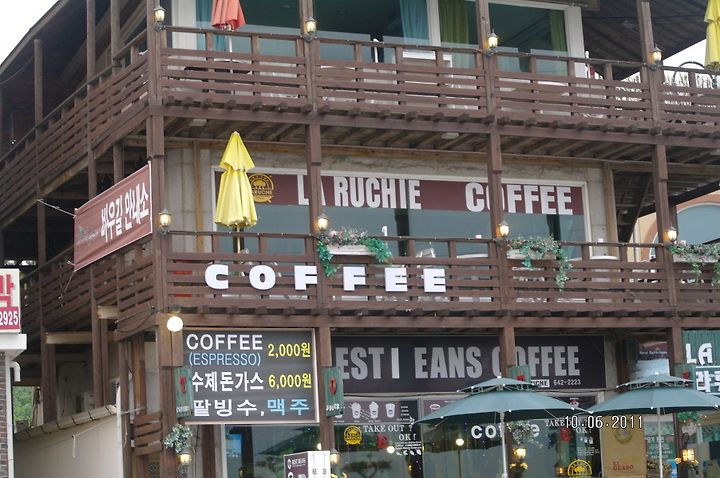 LA RUCHIE COFFEE
바우길 안내소
COFFEE
COFFEE
(ESPRESSO) 2,000원
수제돈가스 6,000원
팥빙수, 맥주
EST EANS COFFEE
642-2223
2925
LA
TAKE OUT?
OK!
coffee
10.06.2011